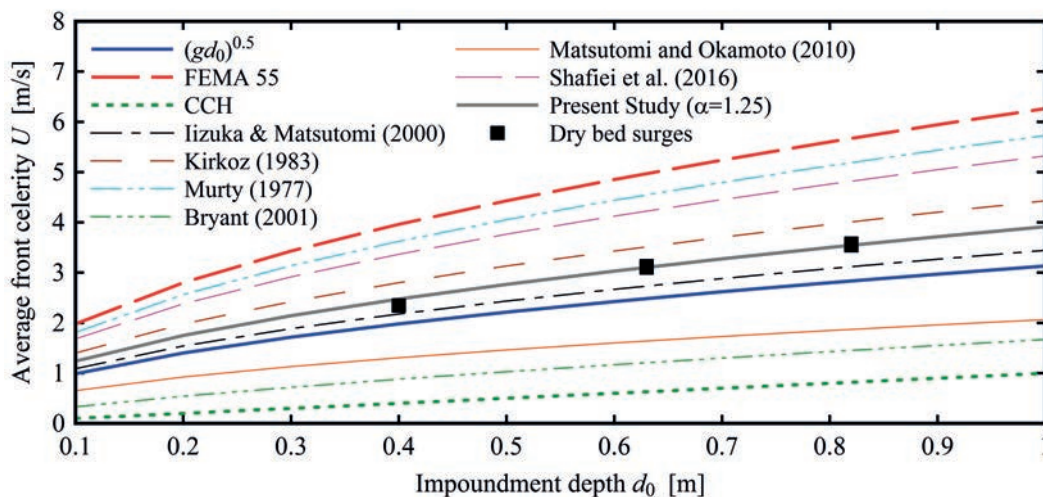 8
7
6
5
4
3
2
1
0
Average front celerity U [m/s]
(gd0)^0.5
FEMA 55
CCH
Iizuka & Matsutomi (2000)
Kirkoz (1983)
Murty (1977)
Bryant (2001)
Matsutomi and Okamoto (2010)
Shafiei et al. (2016)
Present Study (α=1.25)
Dry bed surges
0.1 0.2 0.3 0.4 0.5 0.6 0.7 0.8 0.9
Impoundment depth d0 [m]